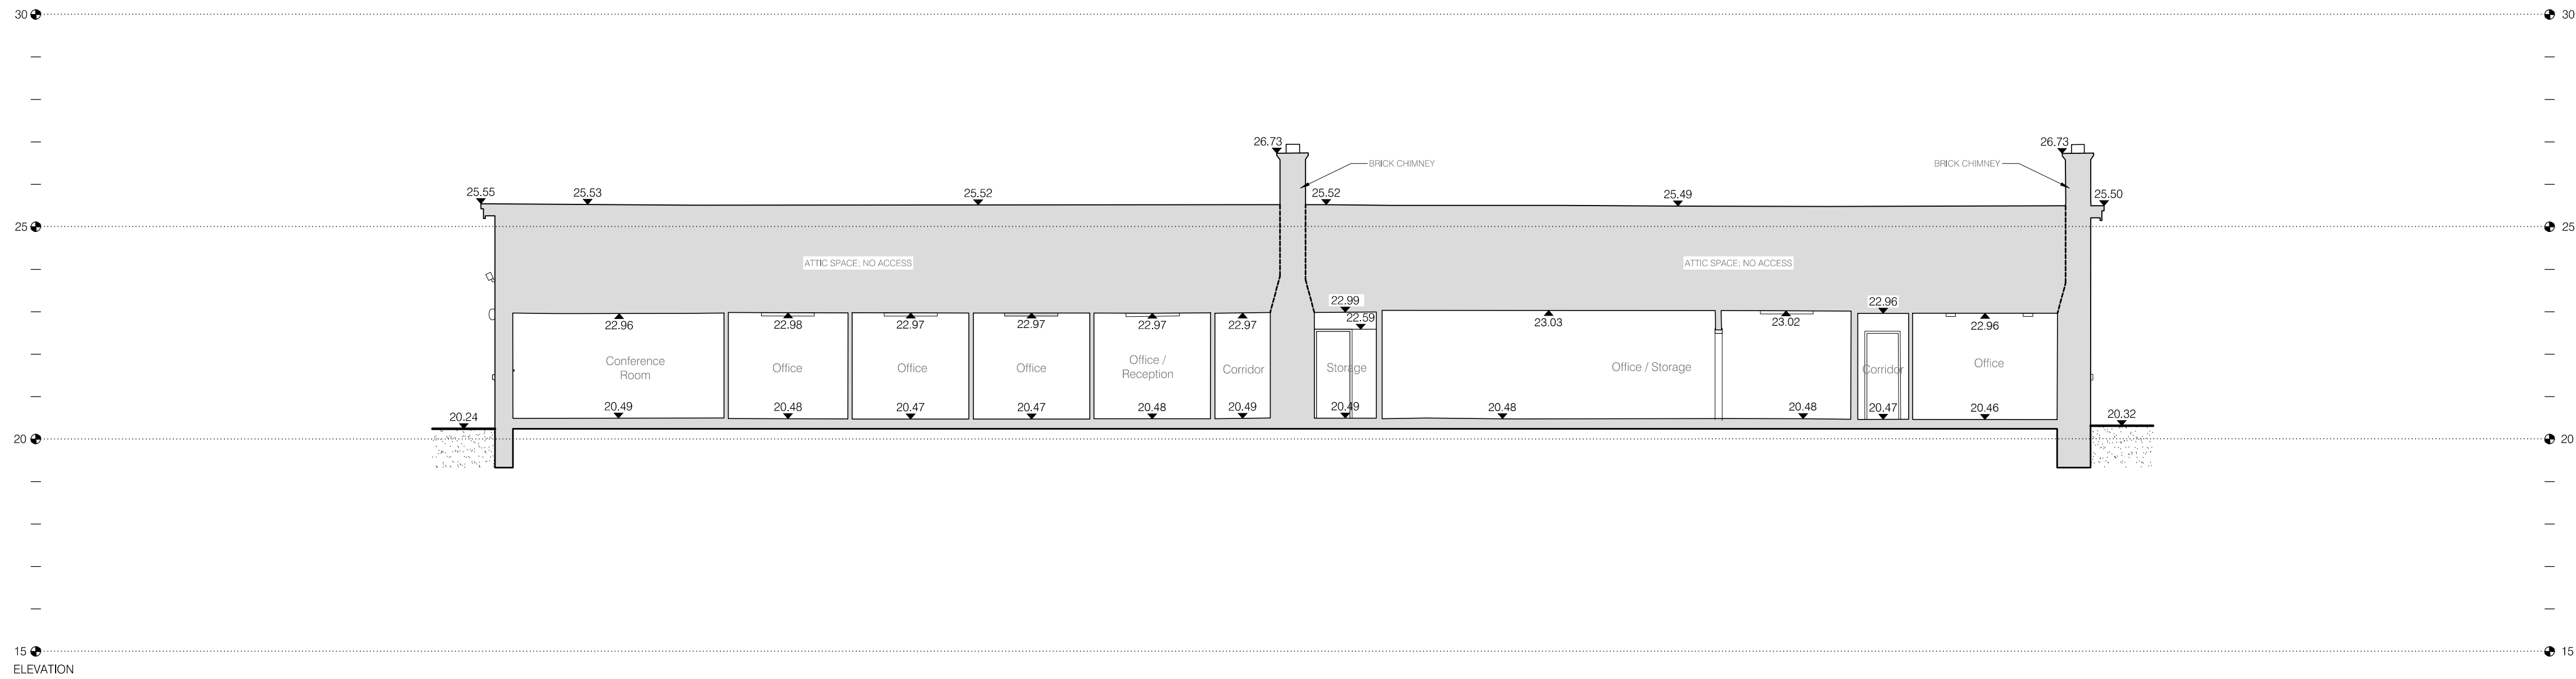 30 30
26.73 26.73
BRICK CHIMNEY BRICK CHIMNEY
25.55 25.53 25.52 25.52 25.49 25.50
25 25
ATTIC SPACE: NO ACCESS ATTIC SPACE: NO ACCESS
22.99 22.96
22.59
22.96 22.98 22.97 22.97 22.97 22.97 23.03 23.02 22.96
Conference
Room
Office
Office
Office
Office /
Reception
Corridor
Storage
Office / Storage
Corridor
Office
20.24 20.49 20.48 20.47 20.47 20.48 20.49 20.49 20.48 20.48 20.47 20.46 20.32
20 20
15 15
ELEVATION